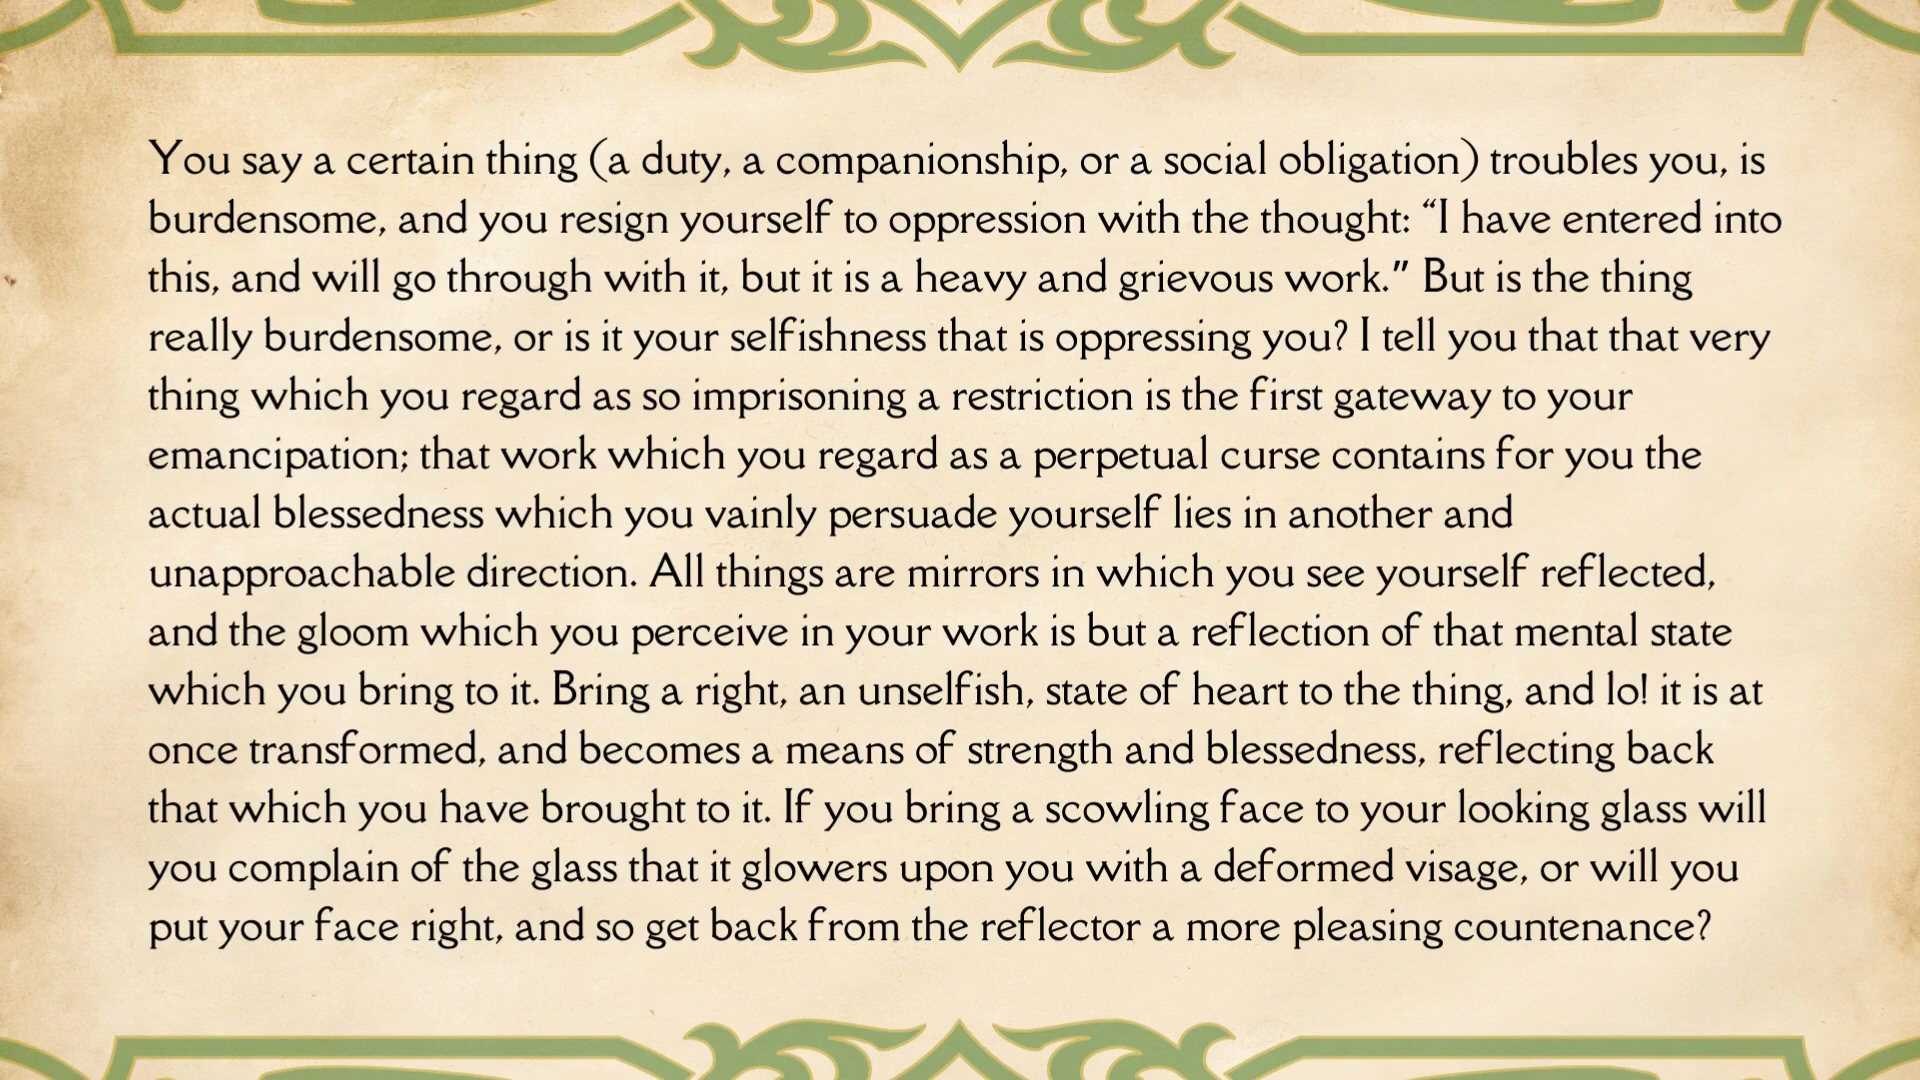 You say a certain thing (a duty, a companionship, or a social obligation) troubles you, is
burdensome, and you resign yourself to oppression with the thought: “I have entered into
this, and will go through with it, but it is a heavy and grievous work." But is the thing
really burdensome, or is it your selfishness that is oppressing you? I tell you that that very
thing which you regard as so imprisoning a restriction is the first gateway to your
emancipation; that work which you regard as a perpetual curse contains for you the
actual blessedness which you vainly persuade yourself lies in another and
unapproachable direction. All things are mirrors in which you see yourself reflected,
and the gloom which you perceive in your work is but a reflection of that mental state
which you bring to it. Bring a right, an unselfish, state of heart to the thing, and lo! it is at
once transformed, and becomes a means of strength and blessedness, reflecting back
that which you have brought to it. If you bring a scowling face to your looking glass will
you complain of the glass that it glowers upon you with a deformed visage, or will you
put your face right, and so get back from the reflector a more pleasing countenance?